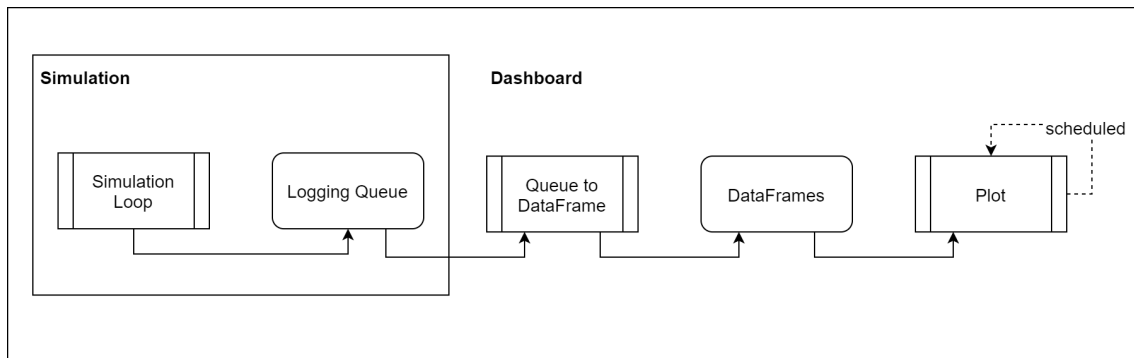 Simulation
Dashboard
scheduled
Simulation
Loop
Logging Queue
Queue to
DataFrame
DataFrames
Plot